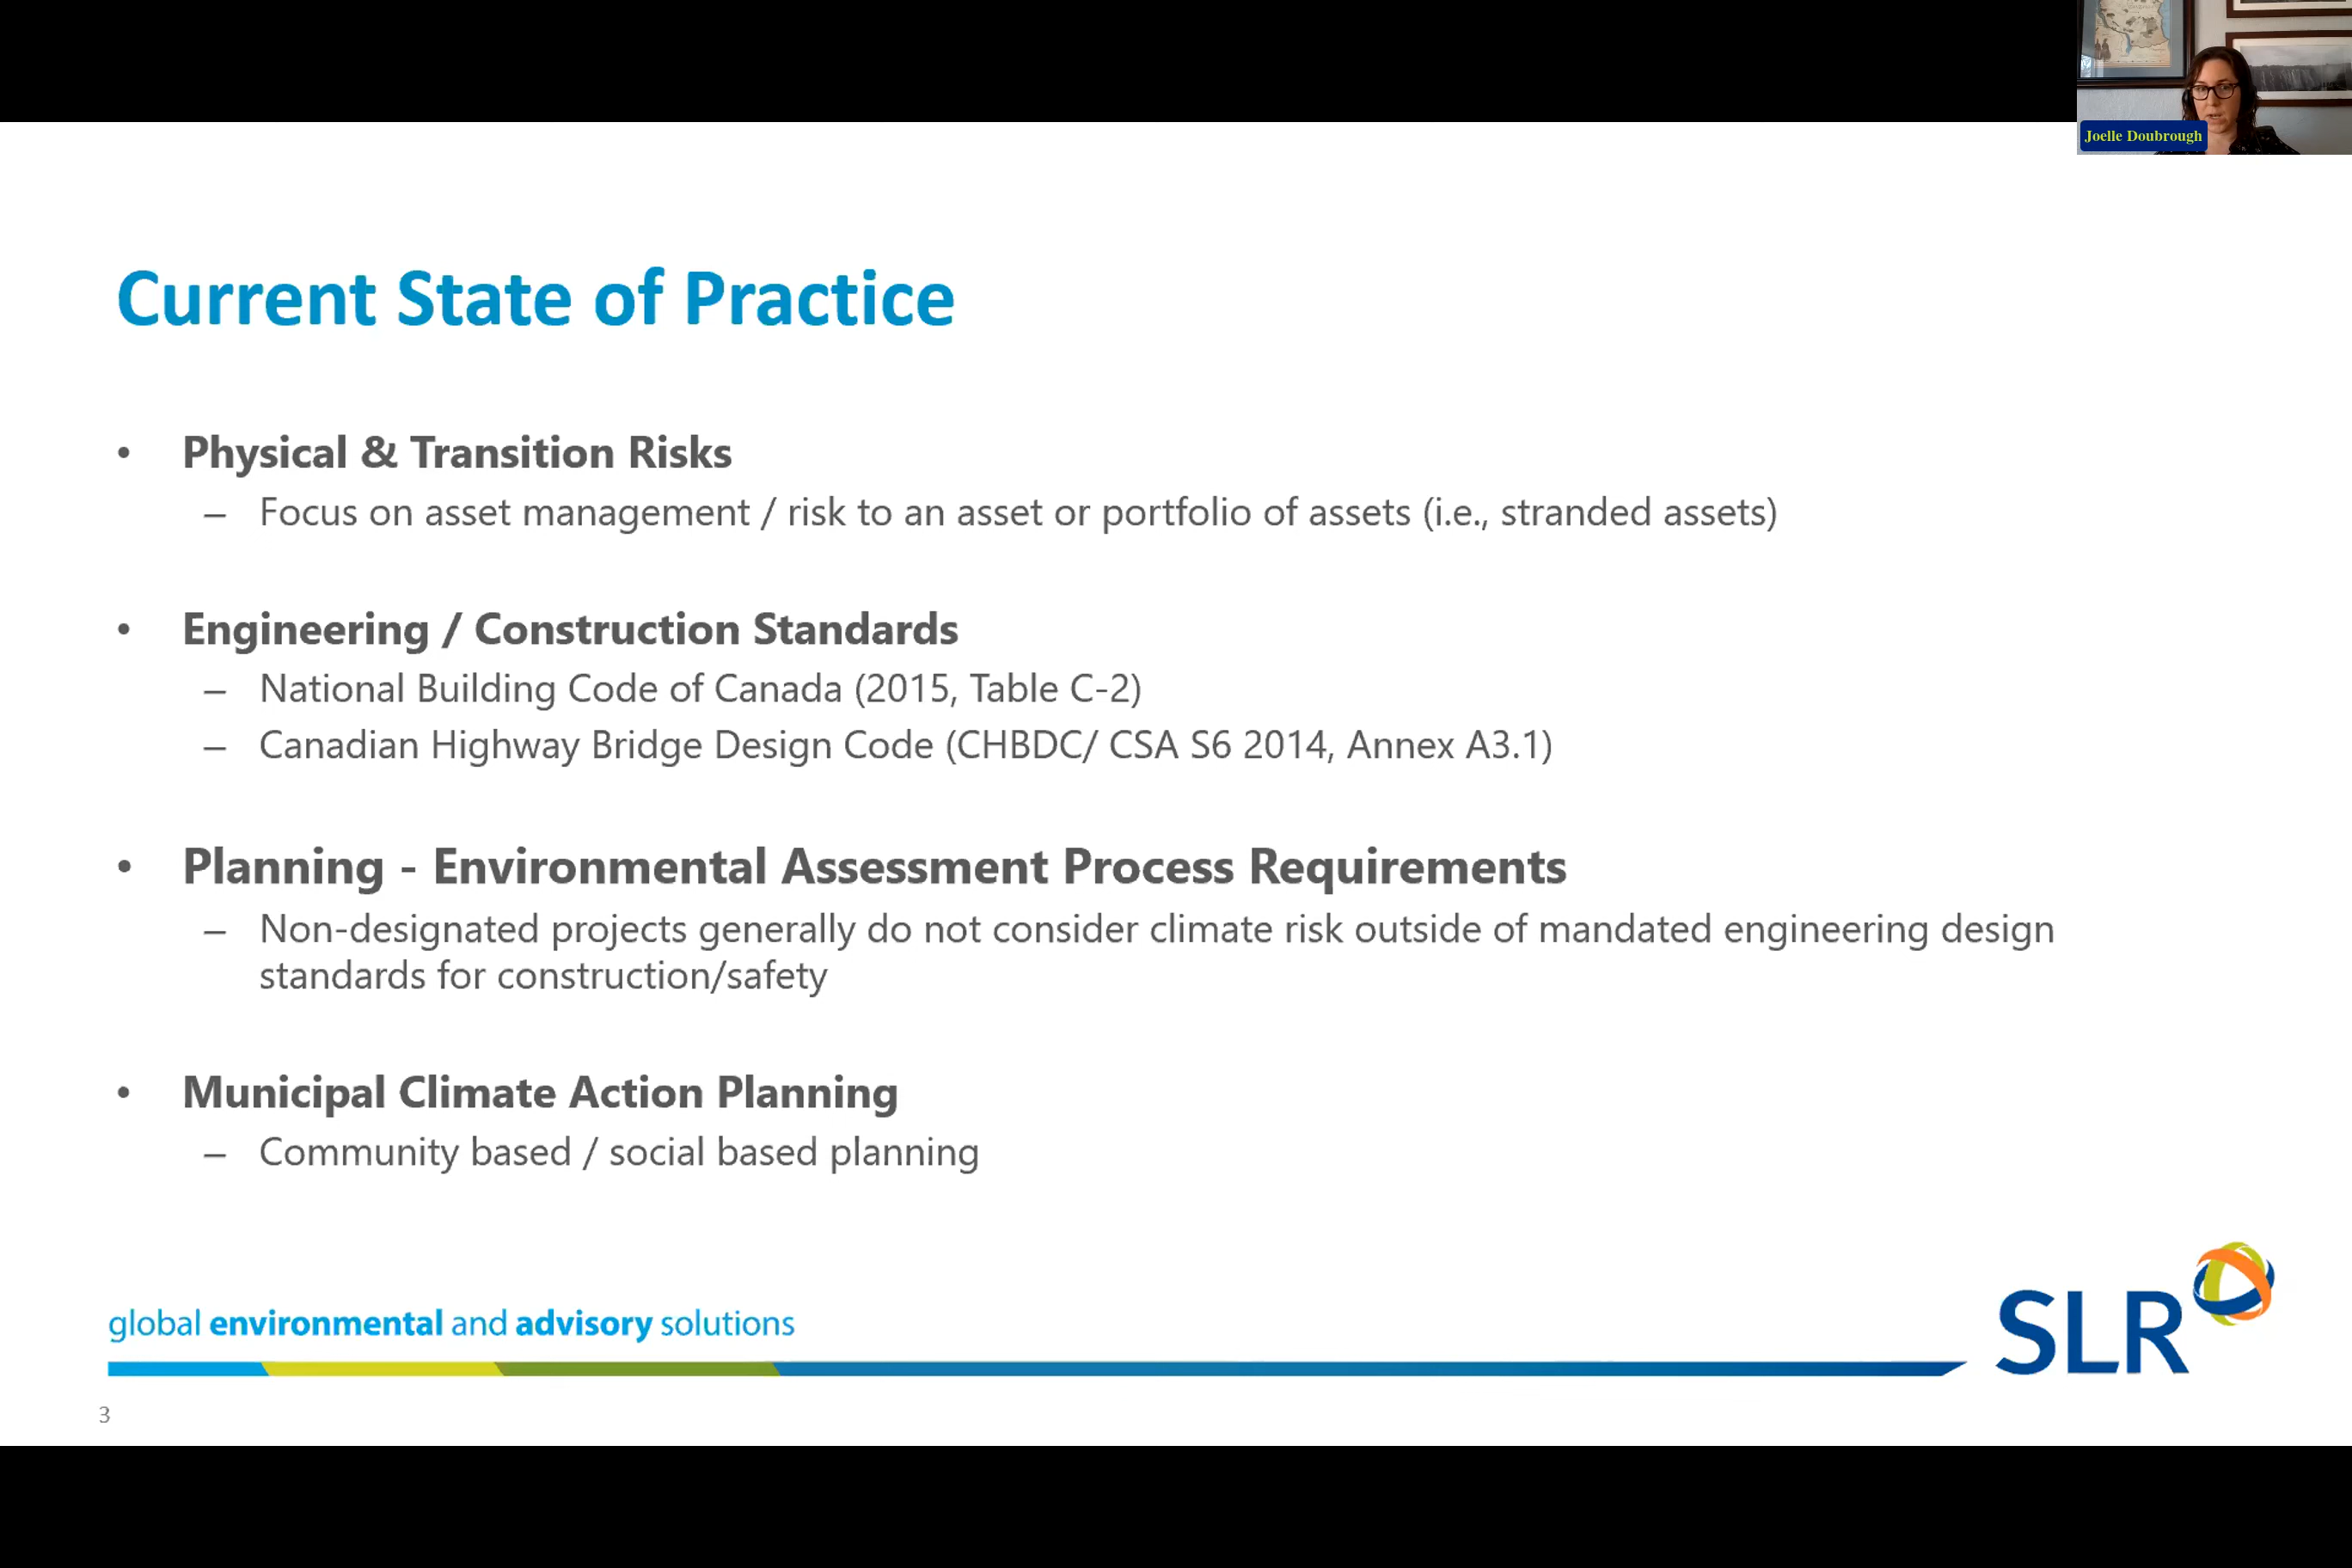 Joelle Doubrough
Current State of Practice
• Physical & Transition Risks
– Focus on asset management / risk to an asset or portfolio of assets (i.e., stranded assets)
• Engineering / Construction Standards
– National Building Code of Canada (2015, Table C-2)
– Canadian Highway Bridge Design Code (CHBDC/ CSA S6 2014, Annex A3.1)
• Planning - Environmental Assessment Process Requirements
– Non-designated projects generally do not consider climate risk outside of mandated engineering design
standards for construction/safety
• Municipal Climate Action Planning
– Community based / social based planning
global environmental and advisory solutions
SLR
3